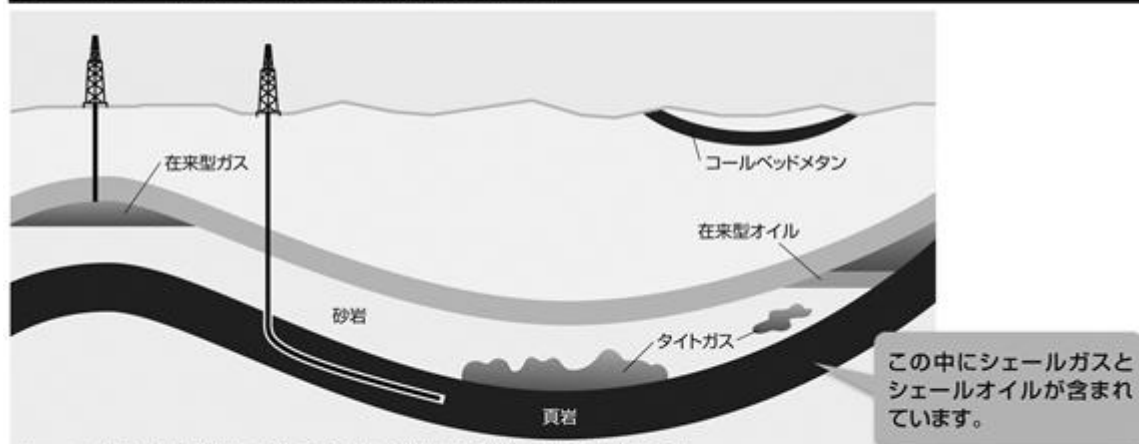 在来型ガス
コールベッドメタン
在来型オイル
砂岩
タイトガス
頁岩
この中にシェールガスと
シェールオイルが含まれ
ています。